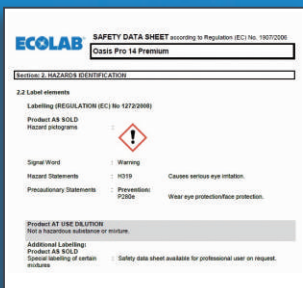 ECOLAB® SAFETY DATA SHEET according to Regulation (EC) No. 1907/2006
Oasis Pro 14 Premium
Section: 2. HAZARDS IDENTIFICATION
2.2 Label elements
Labelling (REGULATION (EC) No 1272/2008)
Product AS SOLD
Hazard pictograms :
Signal Word : Warning
Hazard Statements : H319 Causes serious eye irritation.
Precautionary Statements : Prevention:
P280e Wear eye protection/face protection.
Product AT USE DILUTION
Not a hazardous substance or mixture.
Additional Labelling:
Product AS SOLD
Special labelling of certain : Safety data sheet available for professional user on request.
mixtures